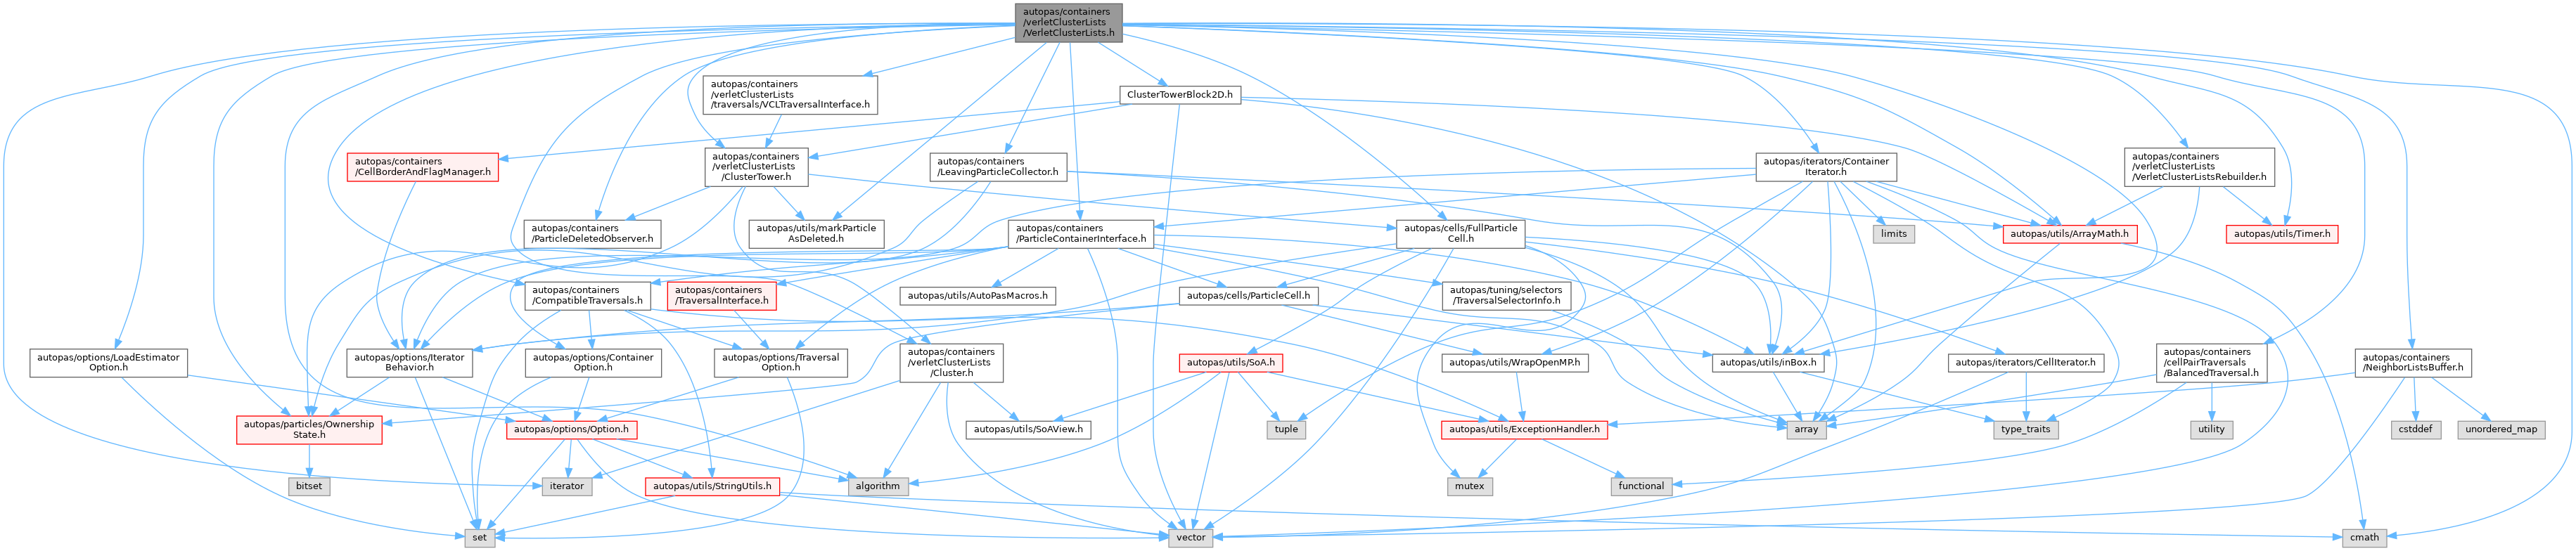 autopas/containers
/verletClusterLists
/VerletClusterLists.h
autopas/containers
/verletClusterLists
/traversals/VCLTraversalInterface.h
ClusterTowerBlock2D.h
autopas/containers
/CellBorderAndFlagManager.h
autopas/containers
/verletClusterLists
/ClusterTower.h
autopas/containers
/LeavingParticleCollector.h
autopas/iterators/Container
Iterator.h
autopas/containers
/verletClusterLists
/VerletClusterListsRebuilder.h
autopas/containers
/ParticleDeletedObserver.h
autopas/utils/markParticle
AsDeleted.h
autopas/containers
/ParticleContainerInterface.h
autopas/cells/FullParticle
Cell.h
limits
autopas/utils/ArrayMath.h
autopas/utils/Timer.h
autopas/containers
/CompatibleTraversals.h
autopas/containers
/TraversalInterface.h
autopas/utils/AutoPasMacros.h
autopas/cells/ParticleCell.h
autopas/tuning/selectors
/TraversalSelectorInfo.h
autopas/options/LoadEstimator
Option.h
autopas/options/Iterator
Behavior.h
autopas/options/Container
Option.h
autopas/options/Traversal
Option.h
autopas/containers
/verletClusterLists
/Cluster.h
autopas/utils/SoA.h
autopas/utils/WrapOpenMP.h
autopas/utils/inBox.h
autopas/iterators/CellIterator.h
autopas/containers
/cellPairTraversals
/BalancedTraversal.h
autopas/containers
/NeighborListsBuffer.h
autopas/particles/Ownership
State.h
autopas/options/Option.h
autopas/utils/SoAView.h
tuple
autopas/utils/ExceptionHandler.h
array
type_traits
utility
cstddef
unordered_map
bitset
iterator
autopas/utils/StringUtils.h
algorithm
mutex
functional
set
vector
cmath